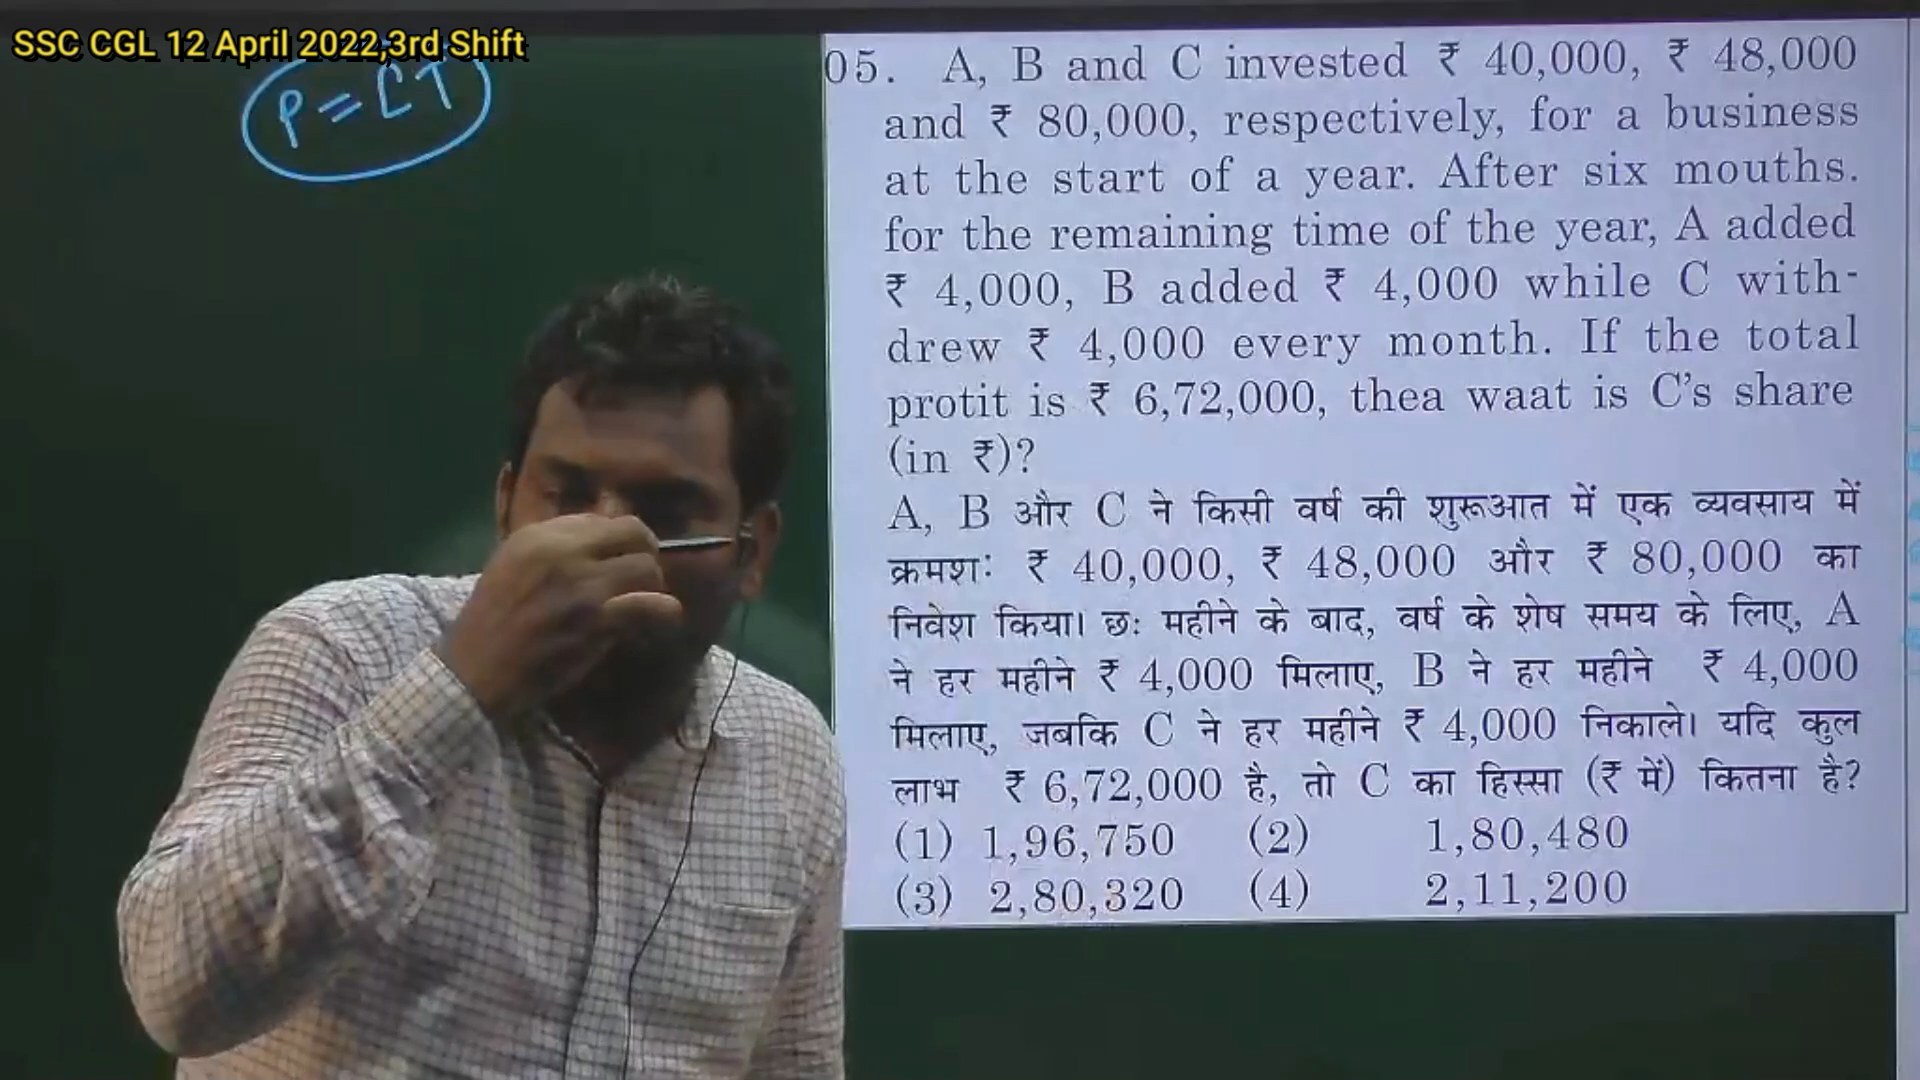 SSC CGL 12 April 2022,3rd Shift
P = CT
05. A, B and C invested ₹ 40,000, ₹ 48,000
and ₹ 80,000, respectively, for a business
at the start of a year. After six mouths.
for the remaining time of the year, A added
₹ 4,000, B added ₹ 4,000 while C with-
drew ₹ 4,000 every month. If the total
protit is ₹ 6,72,000, thea waat is C’s share
(in ₹)?
A, B और C ने किसी वर्ष की शुरूआत में एक व्यवसाय में
क्रमशः ₹ 40,000, ₹ 48,000 और ₹ 80,000 का
निवेश किया। छः महीने के बाद, वर्ष के शेष समय के लिए, A
ने हर महीने ₹ 4,000 मिलाए, B ने हर महीने ₹ 4,000
मिलाए, जबकि C ने हर महीने ₹ 4,000 निकाले। यदि कुल
लाभ ₹ 6,72,000 है, तो C का हिस्सा (₹ में) कितना है?
(1) 1,96,750 (2) 1,80,480
(3) 2,80,320 (4) 2,11,200